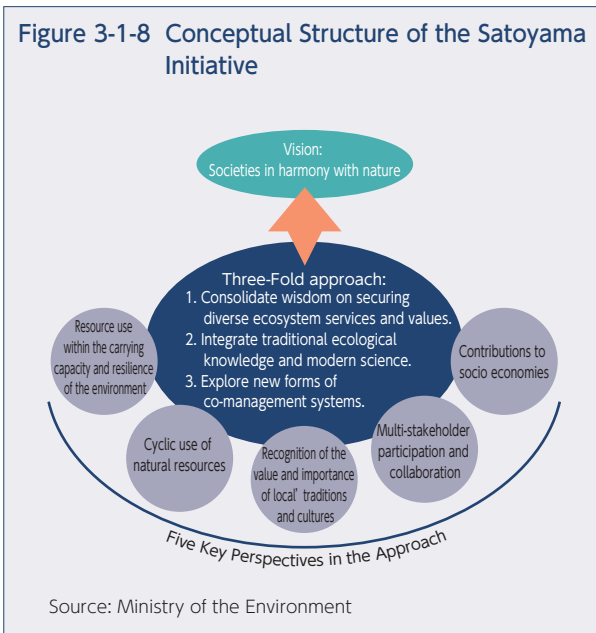 Figure 3-1-8 Conceptual Structure of the Satoyama
Initiative
Vision:
Societies in harmony with nature
Three-Fold approach:
1. Consolidate wisdom on securing
diverse ecosystem services and values.
2. Integrate traditional ecological
knowledge and modern science.
3. Explore new forms of
co-management systems.
Resource use
within the carrying
capacity and resilience
of the environment
Cyclic use of
natural resources
Recognition of the
value and importance
of local’ traditions
and cultures
Multi-stakeholder
participation and
collaboration
Contributions to
socio economies
Five Key Perspectives in the Approach
Source: Ministry of the Environment